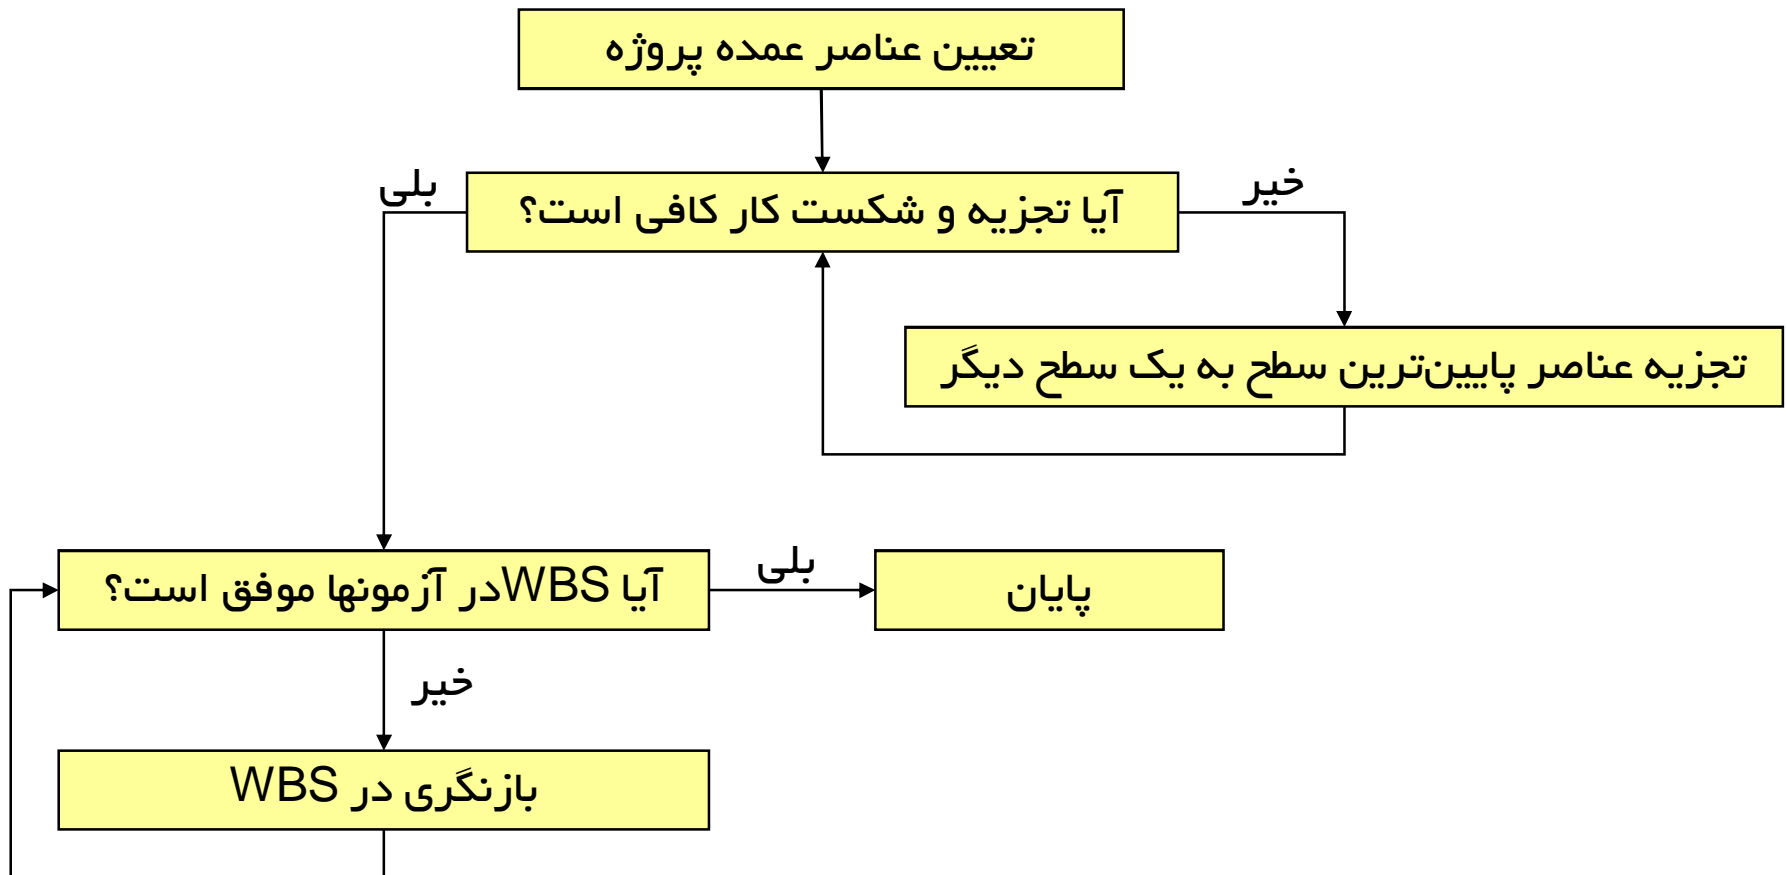 تعیین عناصر عمده پروژه
خیر
بلی
آیا تجزیه و شکست کار کافی است؟
تجزیه عناصر پایین‌ترین سطح به یک سطح دیگر
بلی
آیا WBSدر آزمونها موفق است؟
پایان
خیر
بازنگری در WBS